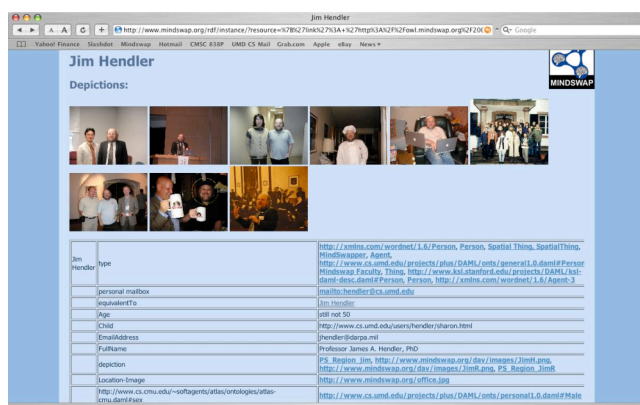 Jim Hendler
A A C + http://www.mindswap.org/rdf/instance/?resource=%7B%27link%27%3A+%27http%3A%2F%2Fowl.mindswap.org%2F20 Q- Google
Yahoo! Finance Slashdot Mindswap Hotmail CMSC 838P UMD CS Mail Grab.com Apple eBay News
Jim Hendler
MINDSWAP
Depictions:
Jim Hendler type http://xmlns.com/wordnet/1.6/Person, Person, Spatial Thing, SpatialThing,
MindSwapper, Agent,
http://www.cs.umd.edu/projects/plus/DAML/onts/general1.0.daml#Person
Mindswap Faculty, Thing, http://www.ksl.stanford.edu/projects/DAML/ksl-
daml-desc.daml#Person, Person, http://xmlns.com/wordnet/1.6/Agent-3
personal mailbox mailto:hendler@cs.umd.edu
equivalentTo Jim Hendler
Age still not 50
Child http://www.cs.umd.edu/users/hendler/sharon.html
EmailAddress jhendler@darpa.mil
FullName Professor James A. Hendler, PhD
depiction PS_Region_Jim, http://www.mindswap.org/dav/images/JimH.png,
http://www.mindswap.org/dav/images/JimR.png, PS_Region_JimR
Location-Image http://www.mindswap.org/office.jpg
http://www.cs.cmu.edu/~softagents/atlas/ontologies/atlas-
cmu.daml#sex http://www.cs.umd.edu/projects/plus/DAML/onts/personal1.0.daml#Male